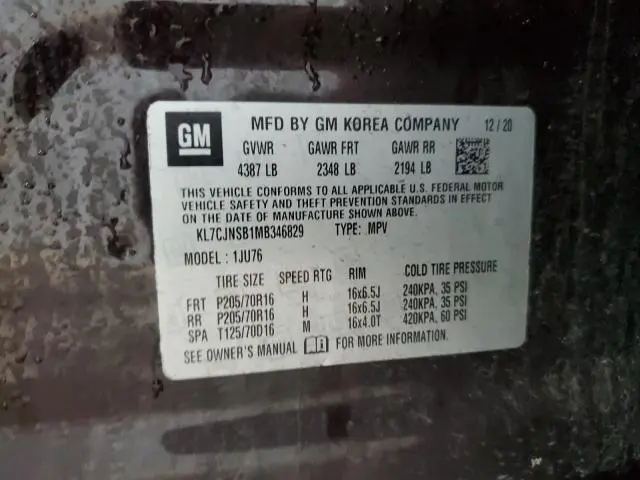 GM MFD BY GM KOREA COMPANY 12/20
GVWR GAWR FRT GAWR RR
4387 LB 2348 LB 2194 LB
THIS VEHICLE CONFORMS TO ALL APPLICABLE U.S. FEDERAL MOTOR
VEHICLE SAFETY AND THEFT PREVENTION STANDARDS IN EFFECT
ON THE DATE OF MANUFACTURE SHOWN ABOVE.
KL7CJNSB1MB346829 TYPE: MPV
MODEL: 1JU76
TIRE SIZE SPEED RTG RIM COLD TIRE PRESSURE
FRT P205/70R16 H 16x6.5J 240KPA, 35 PSI
RR P205/70R16 H 16x6.5J 240KPA, 35 PSI
SPA T125/70D16 M 16x4.0T 420KPA, 60 PSI
SEE OWNER'S MANUAL FOR MORE INFORMATION.